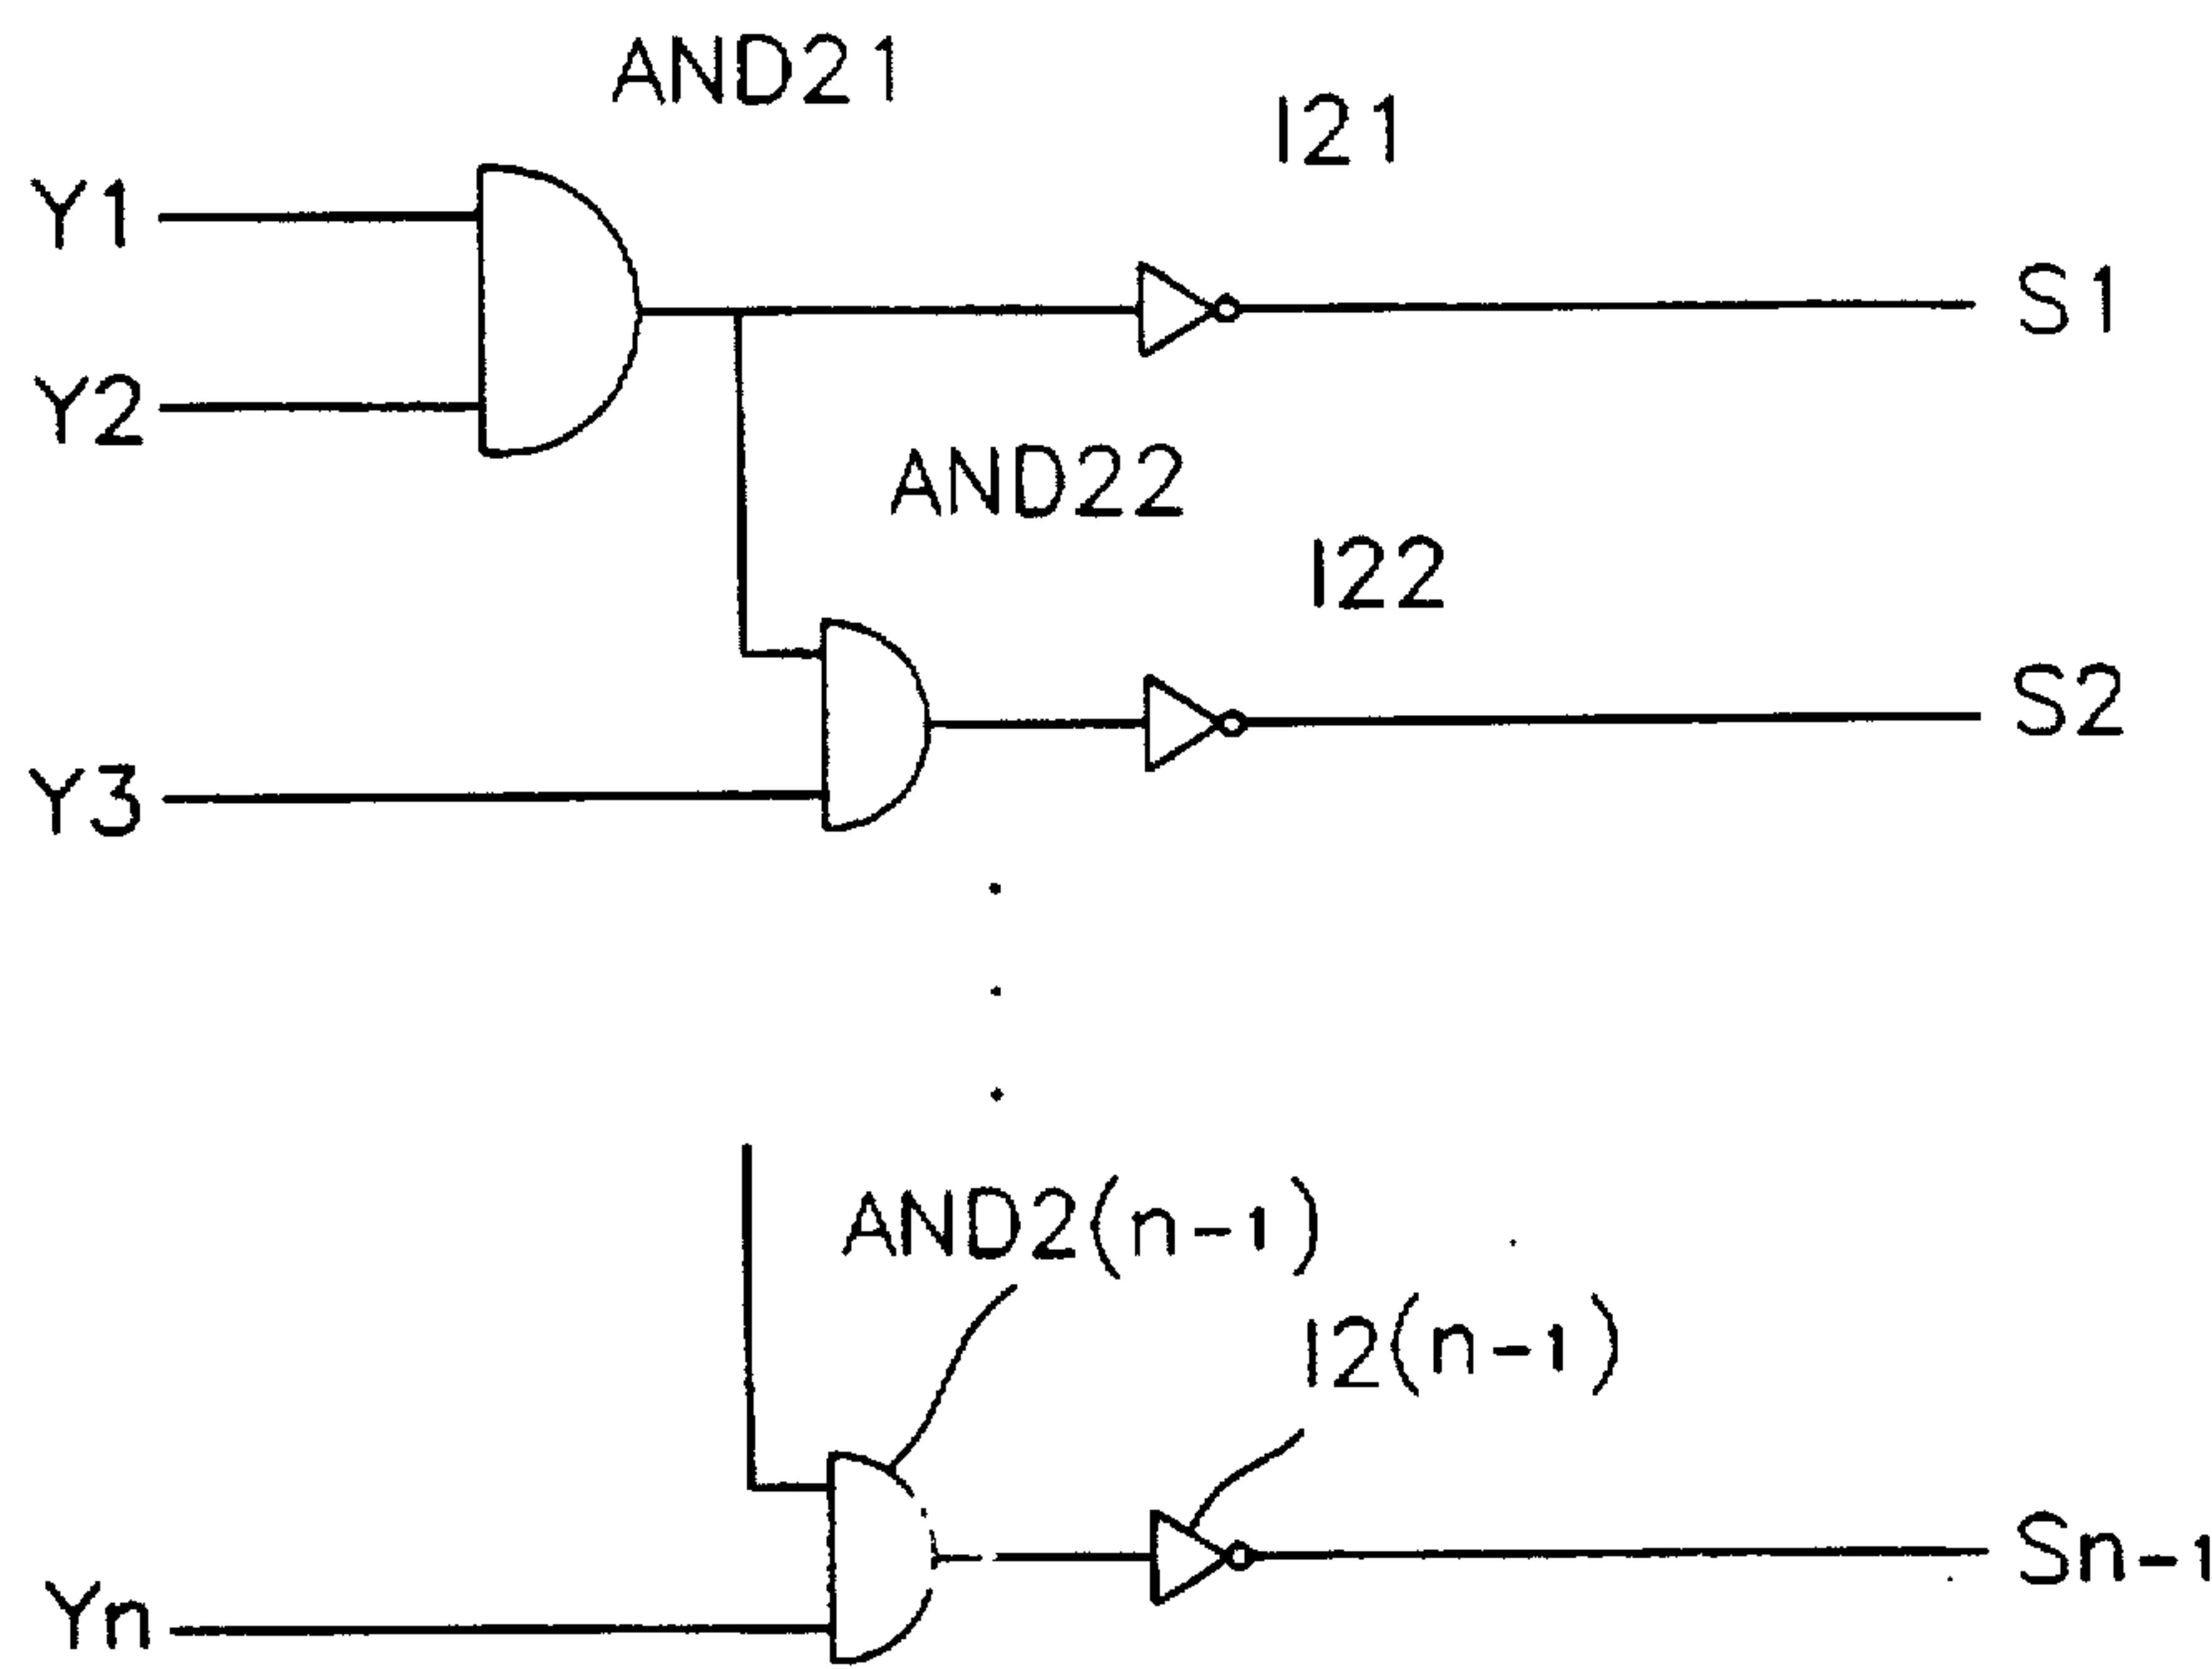 AND21
I21
Y1
S1
Y2
AND22
I22
S2
Y3
AND2(n-1)
I2(n-1)
Sn-1
Yn